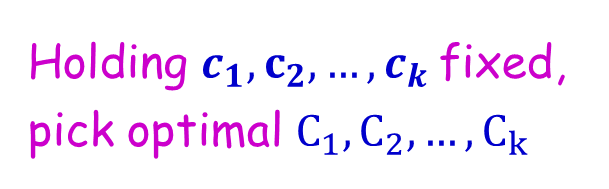 Holding c₁, c₂, ..., cₖ fixed,
pick optimal C₁, C₂, ..., Cₖ